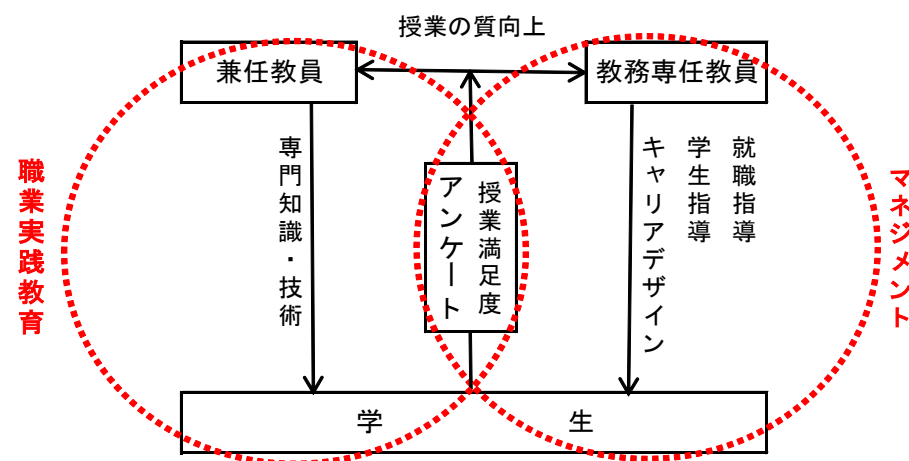 授業の質向上
兼任教員
教務専任教員
職業実践教育
専門知識・技術
授業満足度
アンケート
就職指導
学生指導
キャリアデザイン
マネジメント
学生